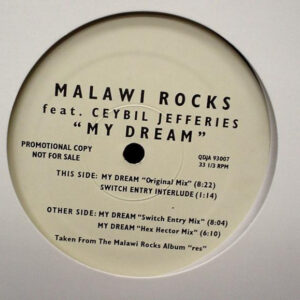 MALAWI ROCKS
feat. CEYBIL JEFFERIES
"MY DREAM"
PROMOTIONAL COPY
NOT FOR SALE
QDJA 93007
33 1/3 RPM
THIS SIDE: MY DREAM "Original Mix" (8:22)
SWITCH ENTRY INTERLUDE (1:14)
OTHER SIDE: MY DREAM "Switch Entry Mix" (8:04)
MY DREAM "Hex Hector Mix" (6:10)
Taken From The Malawi Rocks Album "res"